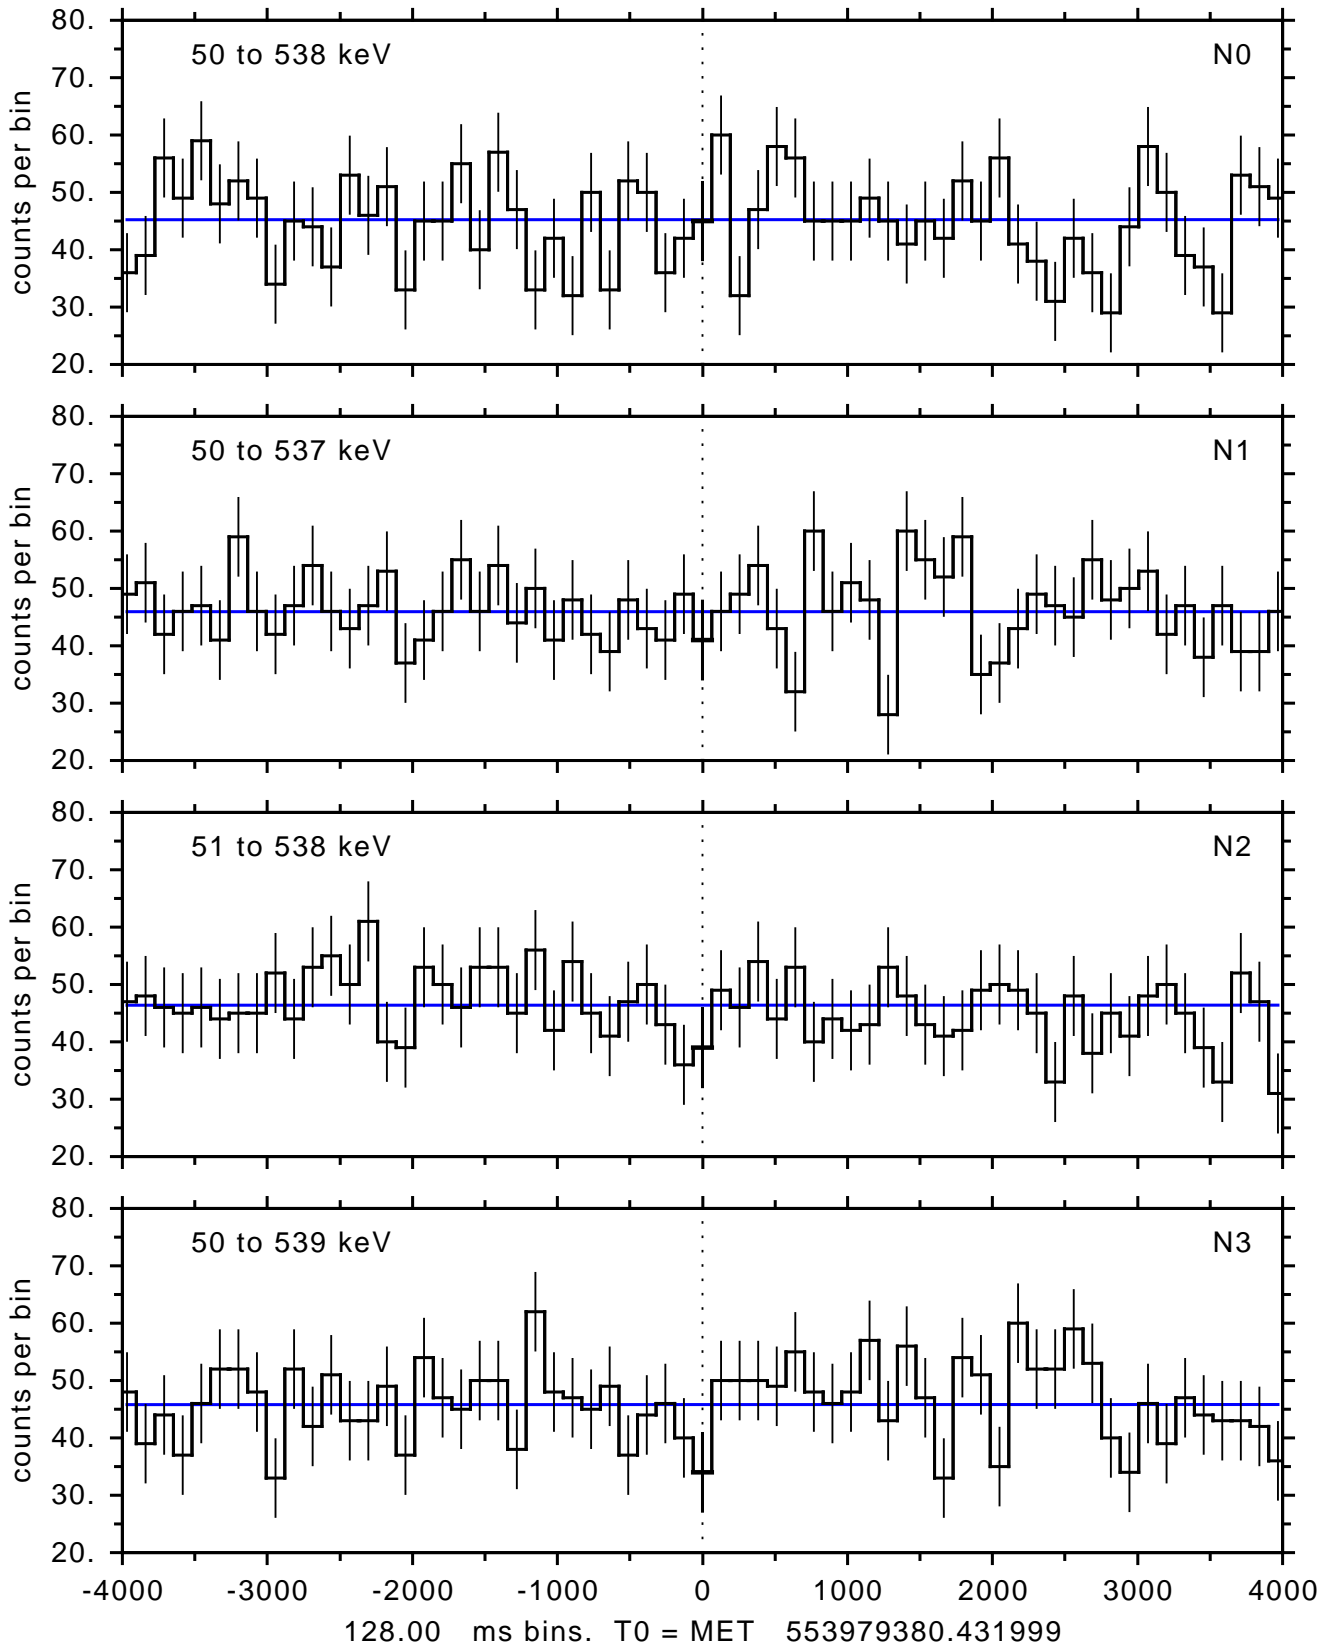 80.
50 to 538 keV N0
70.
60.
50.
40.
30.
20.
counts per bin
80.
50 to 537 keV N1
70.
60.
50.
40.
30.
20.
counts per bin
80.
51 to 538 keV N2
70.
60.
50.
40.
30.
20.
counts per bin
80.
50 to 539 keV N3
70.
60.
50.
40.
30.
20.
counts per bin
-4000 -3000 -2000 -1000 0 1000 2000 3000 4000
128.00 ms bins. T0 = MET 553979380.431999